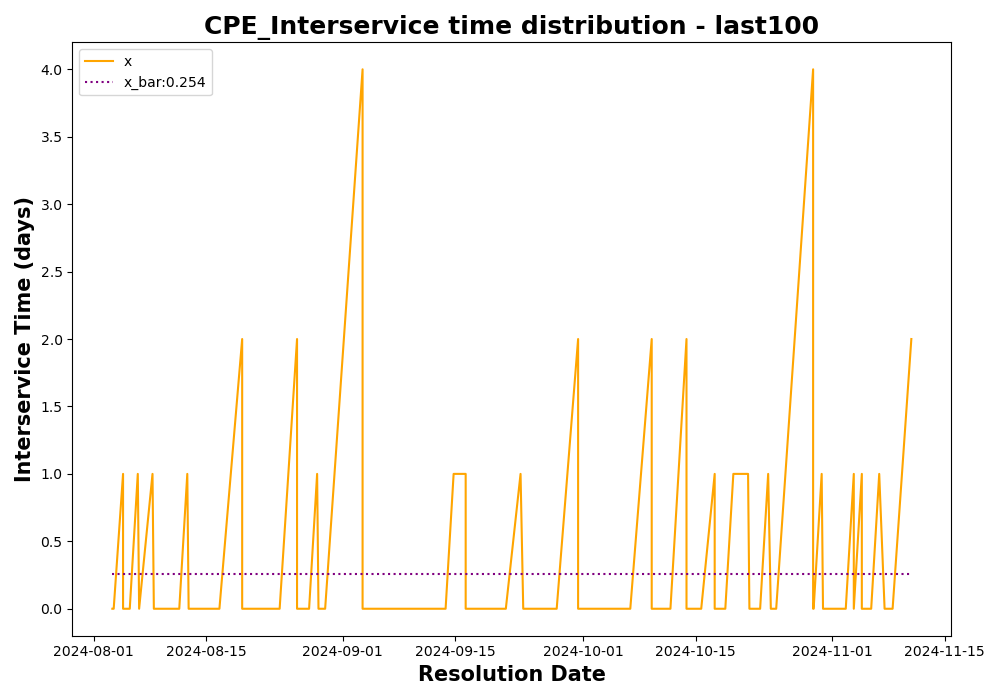 CPE_Interservice time distribution - last100
x
x_bar:0.254
Interservice Time (days)
4.0
3.5
3.0
2.5
2.0
1.5
1.0
0.5
0.0
2024-08-01 2024-08-15 2024-09-01 2024-09-15 2024-10-01 2024-10-15 2024-11-01 2024-11-15
Resolution Date